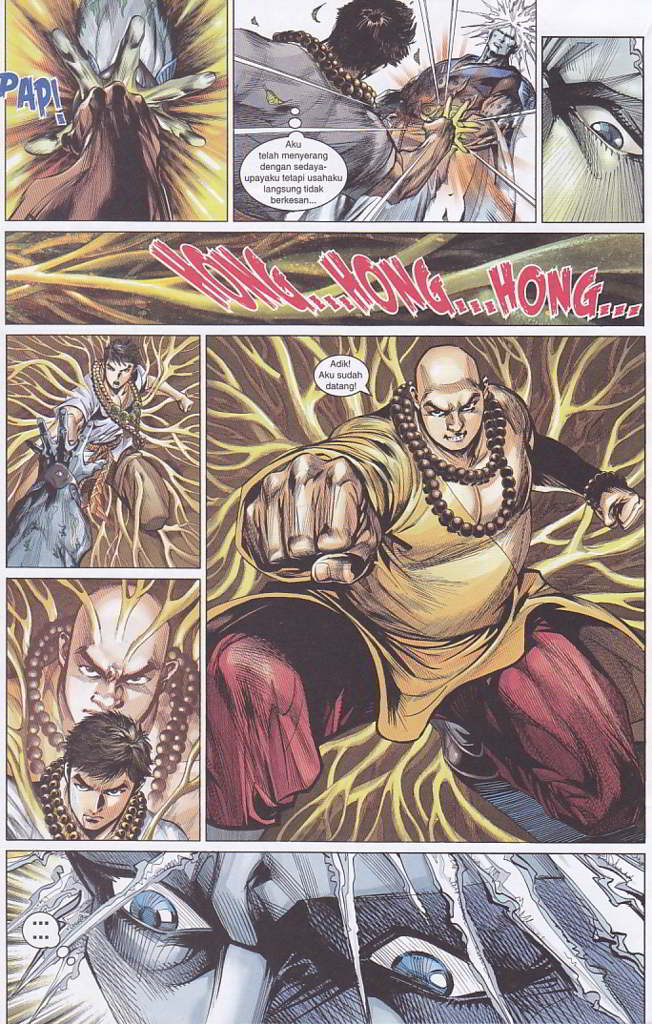 PAP!
Aku
telah menyerang
dengan sedaya-
upayaku tetapi usahaku
langsung tidak
berkesan...
HONG...HONG...HONG...
Adik!
Aku sudah
datang!
...
...